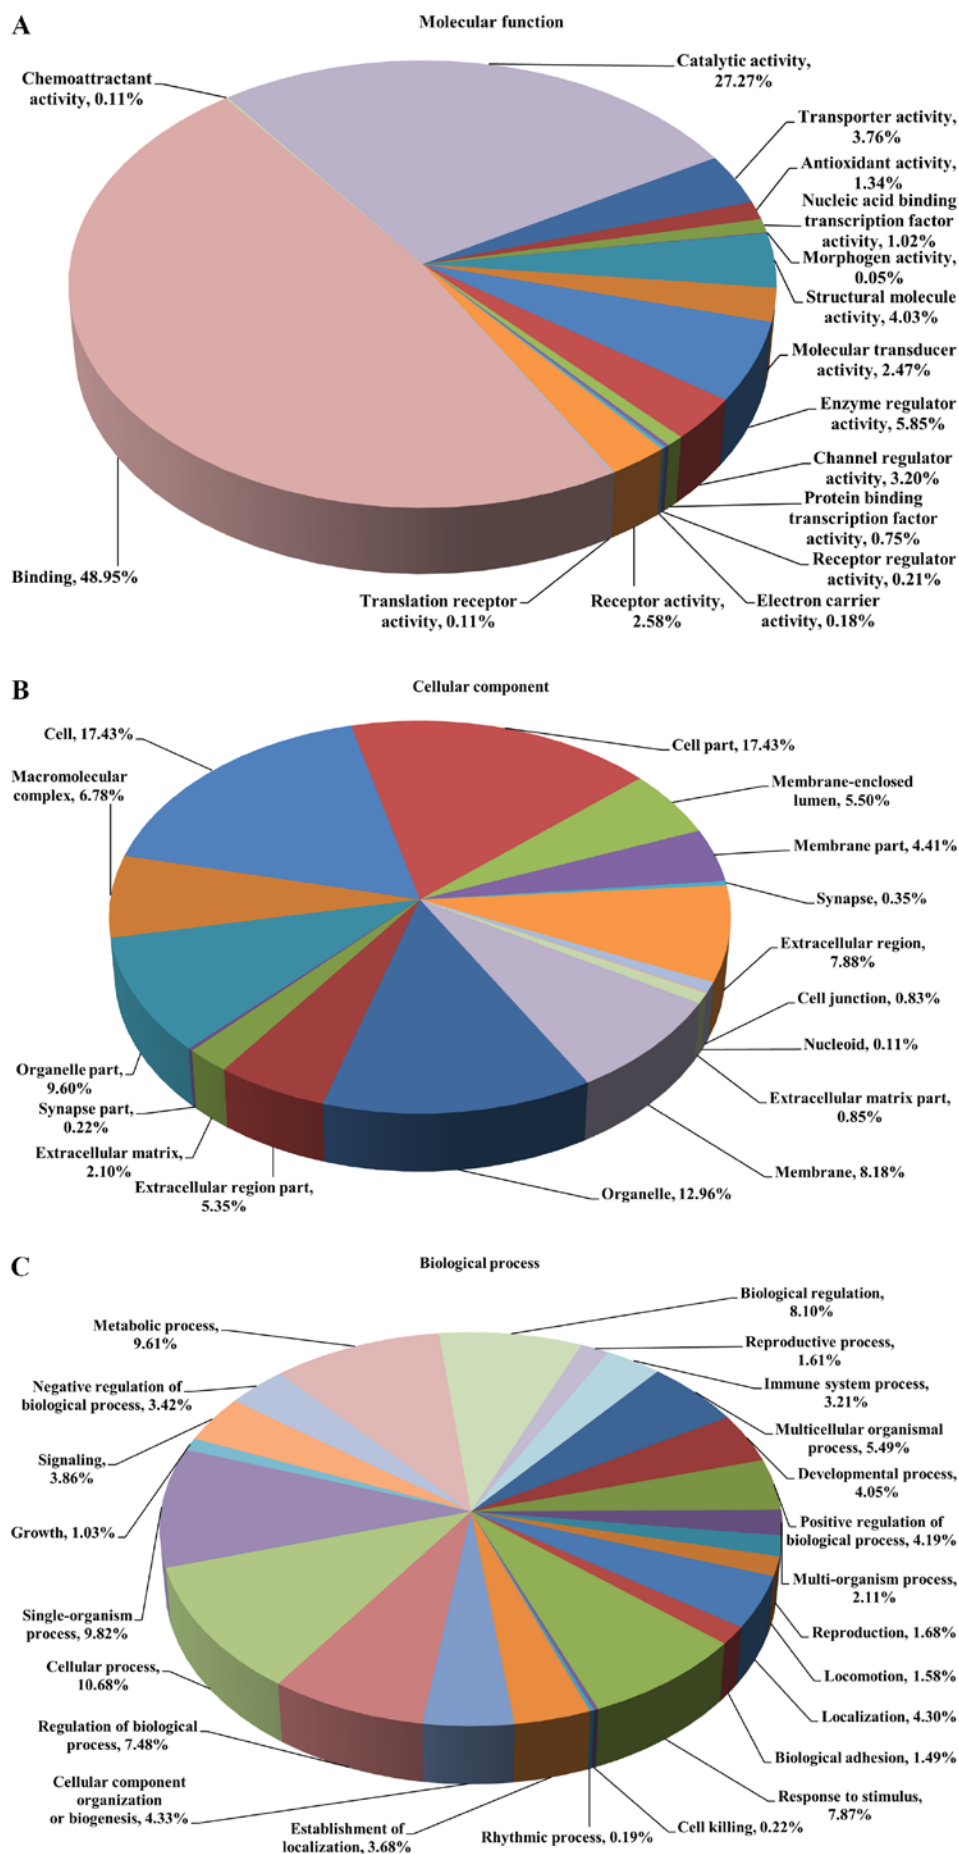 A
Molecular function
Chemoattractant
activity, 0.11%
Catalytic activity,
27.27%
Transporter activity,
3.76%
Antioxidant activity,
1.34%
Nucleic acid binding
transcription factor
activity, 1.02%
Morphogen activity,
0.05%
Structural molecule
activity, 4.03%
Molecular transducer
activity, 2.47%
Enzyme regulator
activity, 5.85%
Channel regulator
activity, 3.20%
Protein binding
transcription factor
activity, 0.75%
Receptor regulator
activity, 0.21%
Electron carrier
activity, 0.18%
Receptor activity,
2.58%
Translation receptor
activity, 0.11%
Binding, 48.95%
B
Cellular component
Cell, 17.43%
Macromolecular
complex, 6.78%
Cell part, 17.43%
Membrane-enclosed
lumen, 5.50%
Membrane part, 4.41%
Synapse, 0.35%
Extracellular region,
7.88%
Cell junction, 0.83%
Nucleoid, 0.11%
Extracellular matrix part,
0.85%
Membrane, 8.18%
Organelle, 12.96%
Extracellular region part,
5.35%
Extracellular matrix,
2.10%
Synapse part,
0.22%
Organelle part,
9.60%
C
Biological process
Biological regulation,
8.10%
Reproductive process,
1.61%
Immune system process,
3.21%
Multicellular organismal
process, 5.49%
Developmental process,
4.05%
Positive regulation of
biological process, 4.19%
Multi-organism process,
2.11%
Reproduction, 1.68%
Locomotion, 1.58%
Localization, 4.30%
Biological adhesion, 1.49%
Response to stimulus,
7.87%
Cell killing, 0.22%
Rhythmic process, 0.19%
Establishment of
localization, 3.68%
Cellular component
organization
or biogenesis, 4.33%
Regulation of biological
process, 7.48%
Cellular process,
10.68%
Single-organism
process, 9.82%
Growth, 1.03%
Signaling,
3.86%
Negative regulation of
biological process, 3.42%
Metabolic process,
9.61%